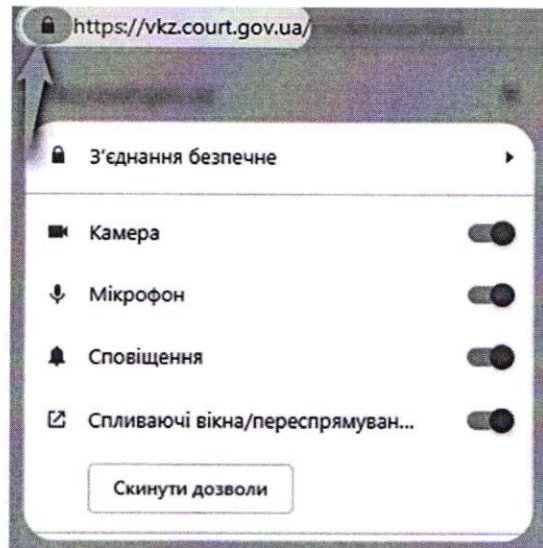 https://vkz.court.gov.ua/
З'єднання безпечне
Камера
Мікрофон
Сповіщення
Спливаючі вікна/переспрямуван...
Скинути дозволи